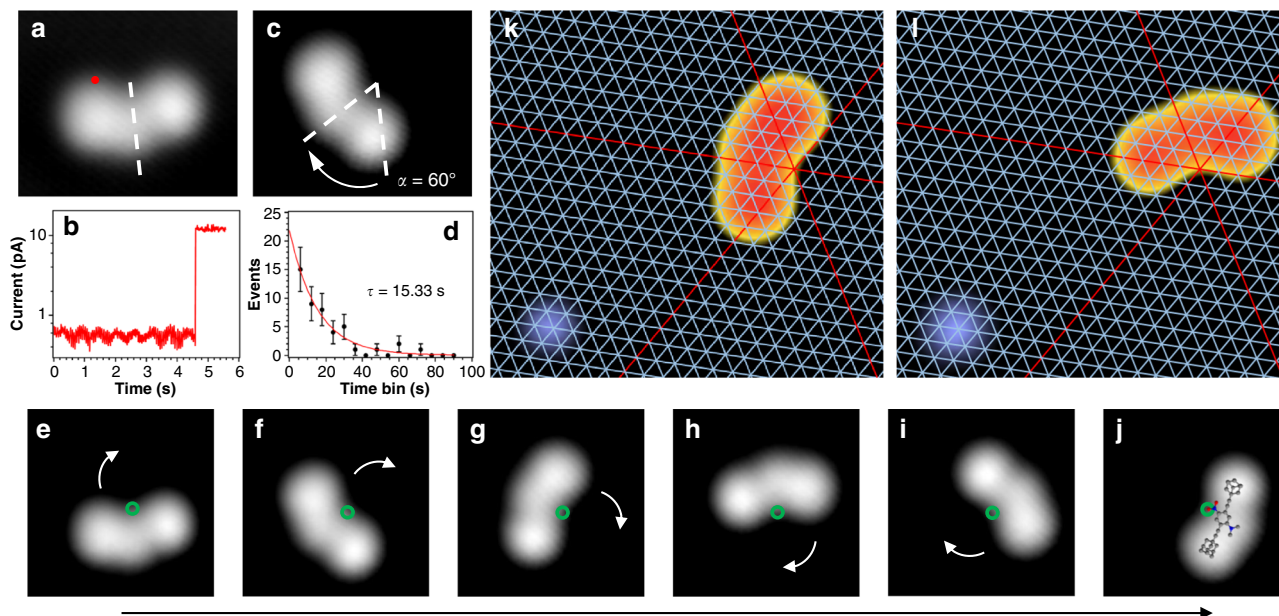 a
c
α = 60°
k
l
b
Current (pA)
10
1
0 1 2 3 4 5 6
Time (s)
d
Events
25
20
15
10
5
0
τ = 15.33 s
0 20 40 60 80 100
Time bin (s)
e
f
g
h
i
j